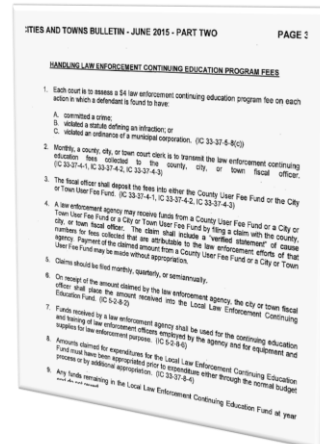 CITIES AND TOWNS BULLETIN - JUNE 2015 - PART TWO PAGE 3
HANDLING LAW ENFORCEMENT CONTINUING EDUCATION PROGRAM FEES
1. Each court is to assess a $4 law enforcement continuing education program fee on each
action in which a defendant is found to have:
A. committed a crime;
B. violated a statute defining an infraction; or
C. violated an ordinance of a municipal corporation. (IC 33-37-5-8(c))
2. Monthly, a county, city, or town court clerk is to transmit the law enforcement continuing
education fees collected to the county, city, or town fiscal officer.
(IC 33-37-4-1, IC 33-37-4-2, IC 33-37-4-3)
3. The fiscal officer shall deposit the fees into either the County User Fee Fund or the City
or Town User Fee Fund. (IC 33-37-4-1, IC 33-37-4-2, IC 33-37-4-3)
4. A law enforcement agency may receive funds from a County User Fee Fund or a City or
Town User Fee Fund or a City or Town User Fee Fund by filing a claim with the county,
city, or town fiscal officer. The claim shall include a "verified statement" of cause
numbers for fees collected that are attributable to the law enforcement efforts of that
agency. Payment of the claimed amount from a County User Fee Fund or a City or Town
User Fee Fund may be made without appropriation.
5. Claims should be filed monthly, quarterly, or semiannually.
6. On receipt of the amount claimed by the law enforcement agency, the city or town fiscal
officer shall place the amount received into the Local Law Enforcement Continuing
Education Fund. (IC 5-2-8-2)
7. Funds received by a law enforcement agency shall be used for the continuing education
and training of law enforcement officers employed by the agency and for equipment and
supplies for law enforcement purpose. (IC 5-2-8-6)
8. Amounts claimed for expenditures for the Local Law Enforcement Continuing Education
Fund must have been appropriated prior to expenditure either through the normal budget
process or by additional appropriation. (IC 33-37-8-4)
9. Any funds remaining in the Local Law Enforcement Continuing Education Fund at year